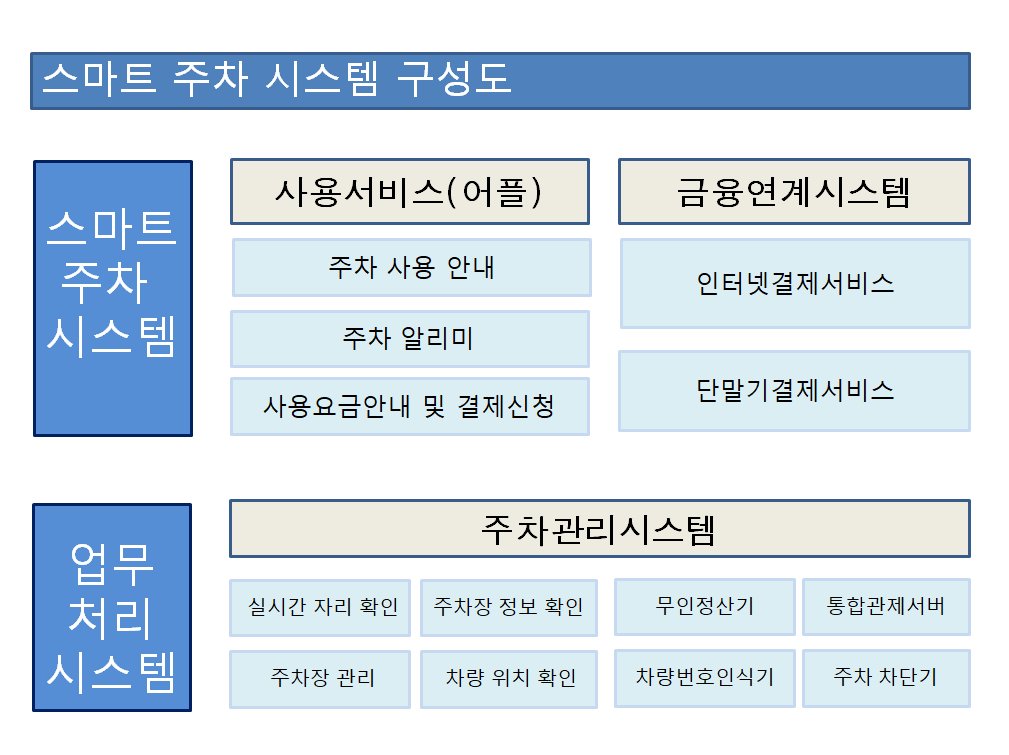 스마트 주차 시스템 구성도
스마트
주차
시스템
사용서비스(어플)
주차 사용 안내
주차 알리미
사용요금안내 및 결제신청
금융연계시스템
인터넷결제서비스
단말기결제서비스
업무
처리
시스템
주차관리시스템
실시간 자리 확인
주차장 정보 확인
무인정산기
통합관제서버
주차장 관리
차량 위치 확인
차량번호인식기
주차 차단기